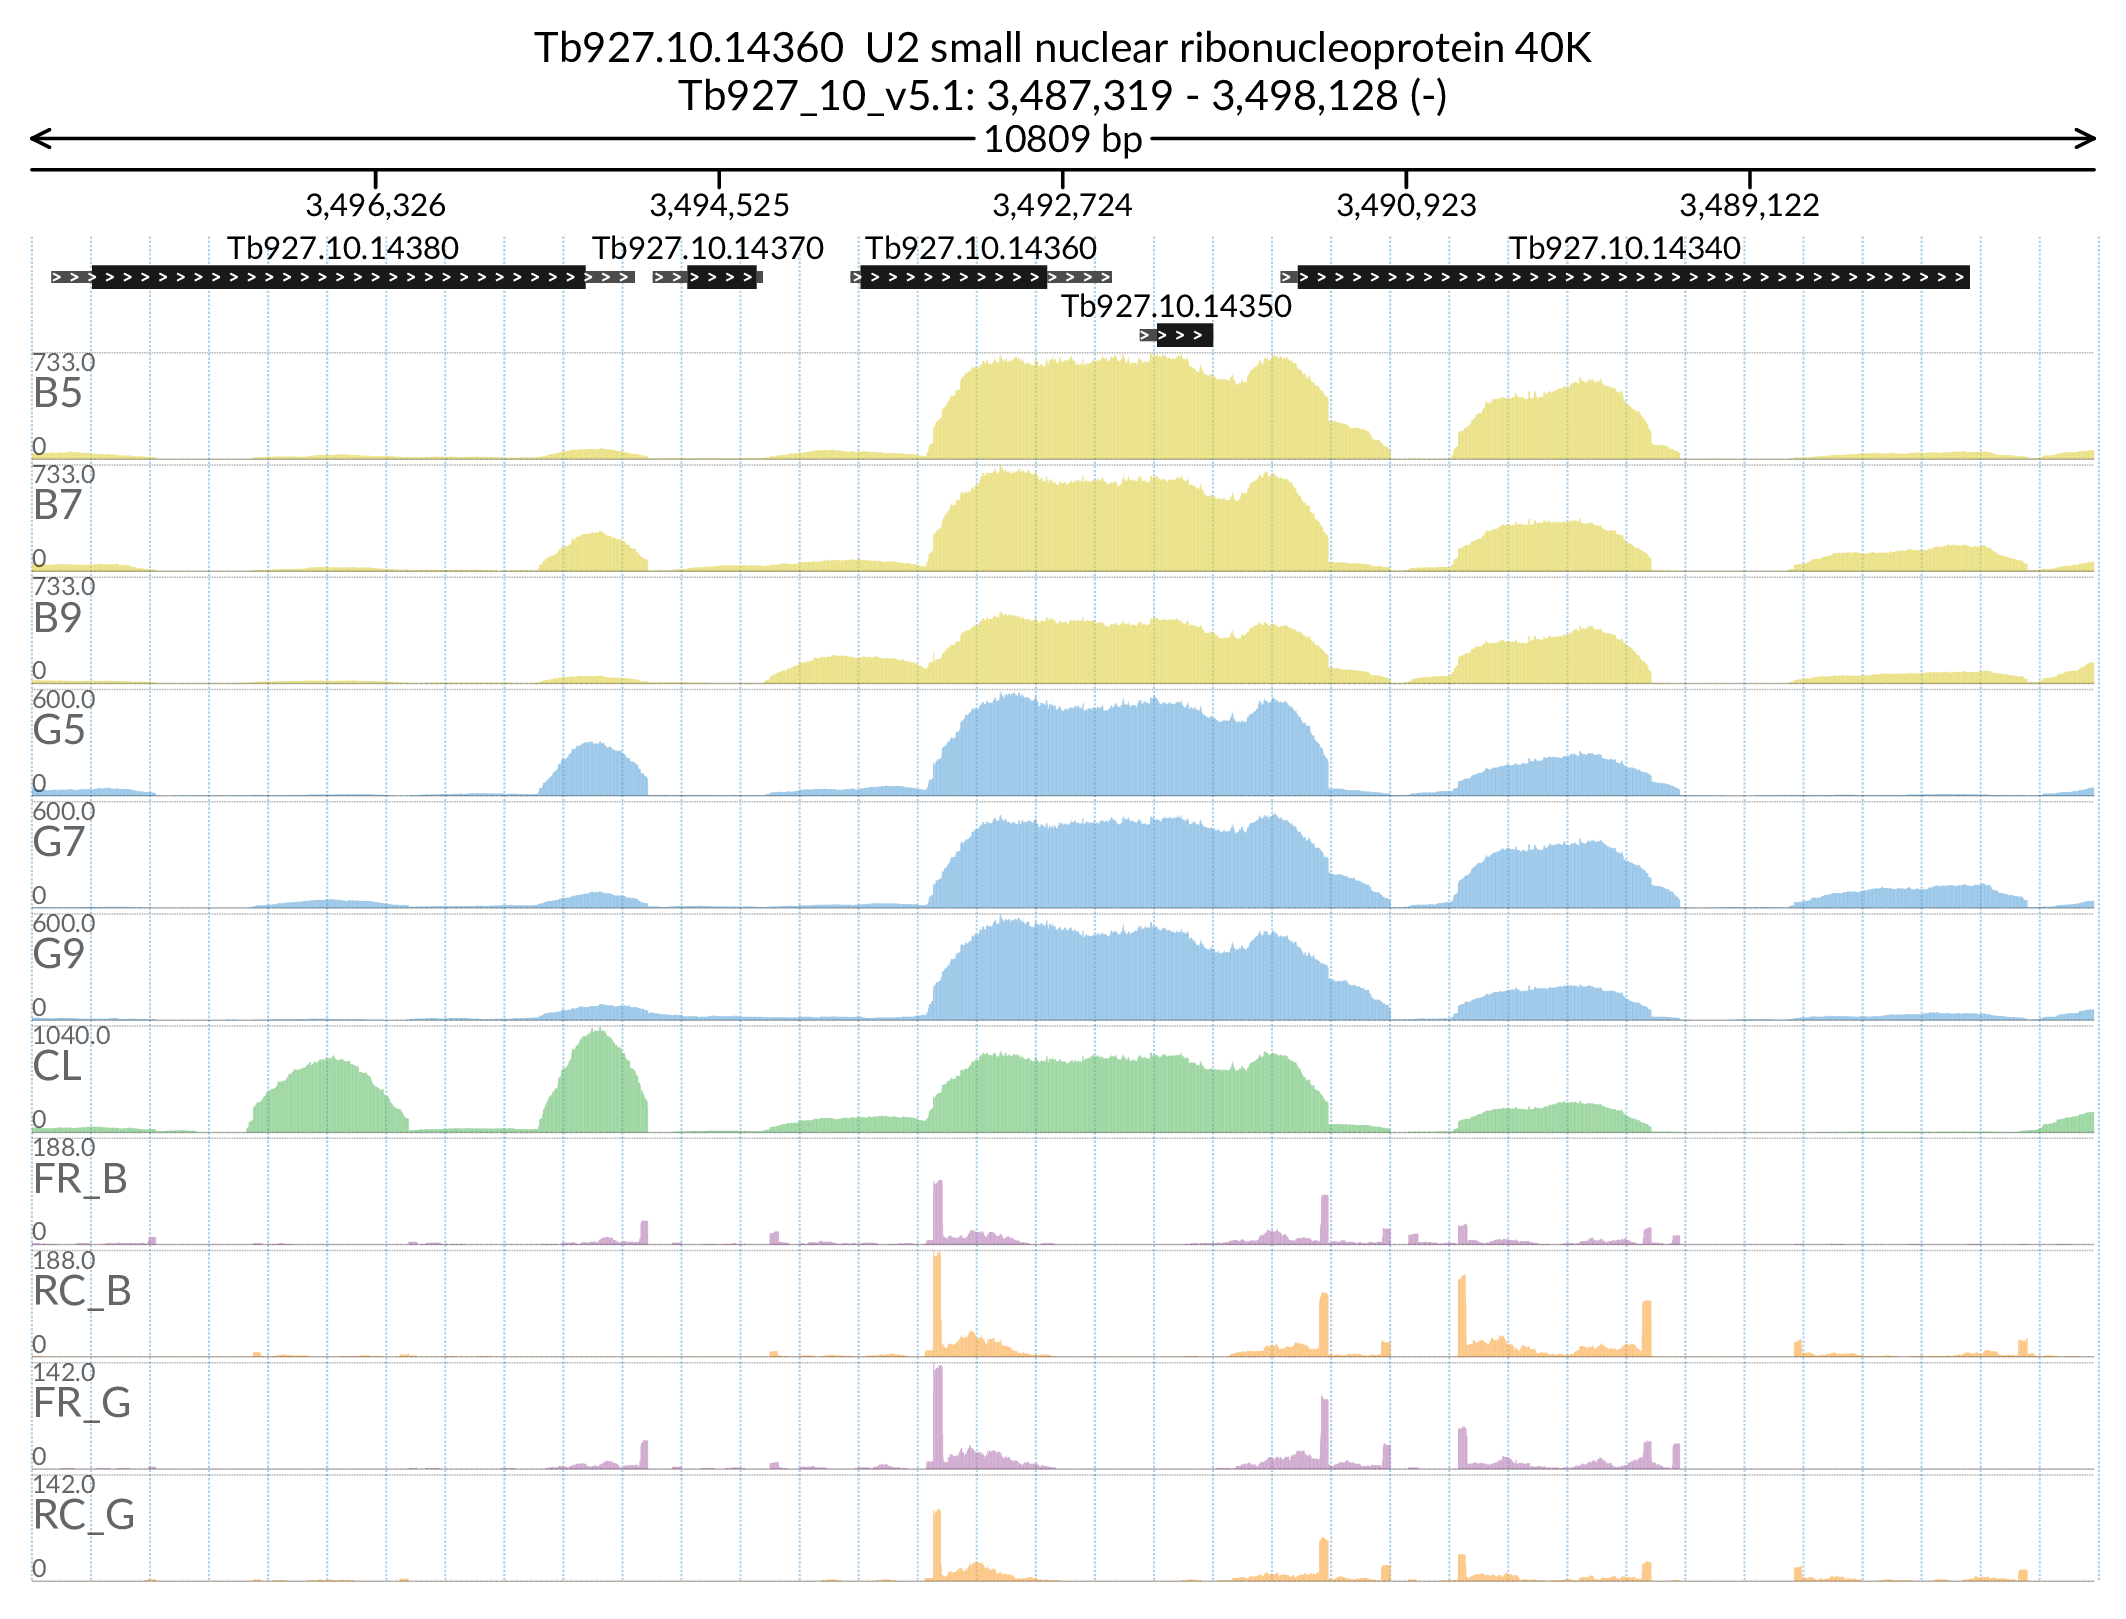 Tb927.10.14360  U2 small nuclear ribonucleoprotein 40K
Tb927_10_v5.1: 3,487,319 - 3,498,128 (-)
10809 bp
3,496,326 3,494,525 3,492,724 3,490,923 3,489,122
Tb927.10.14380 Tb927.10.14370 Tb927.10.14360 Tb927.10.14340
Tb927.10.14350
733.0
B5
0
733.0
B7
0
733.0
B9
0
600.0
G5
0
600.0
G7
0
600.0
G9
0
1040.0
CL
0
188.0
FR_B
0
188.0
RC_B
0
142.0
FR_G
0
142.0
RC_G
0